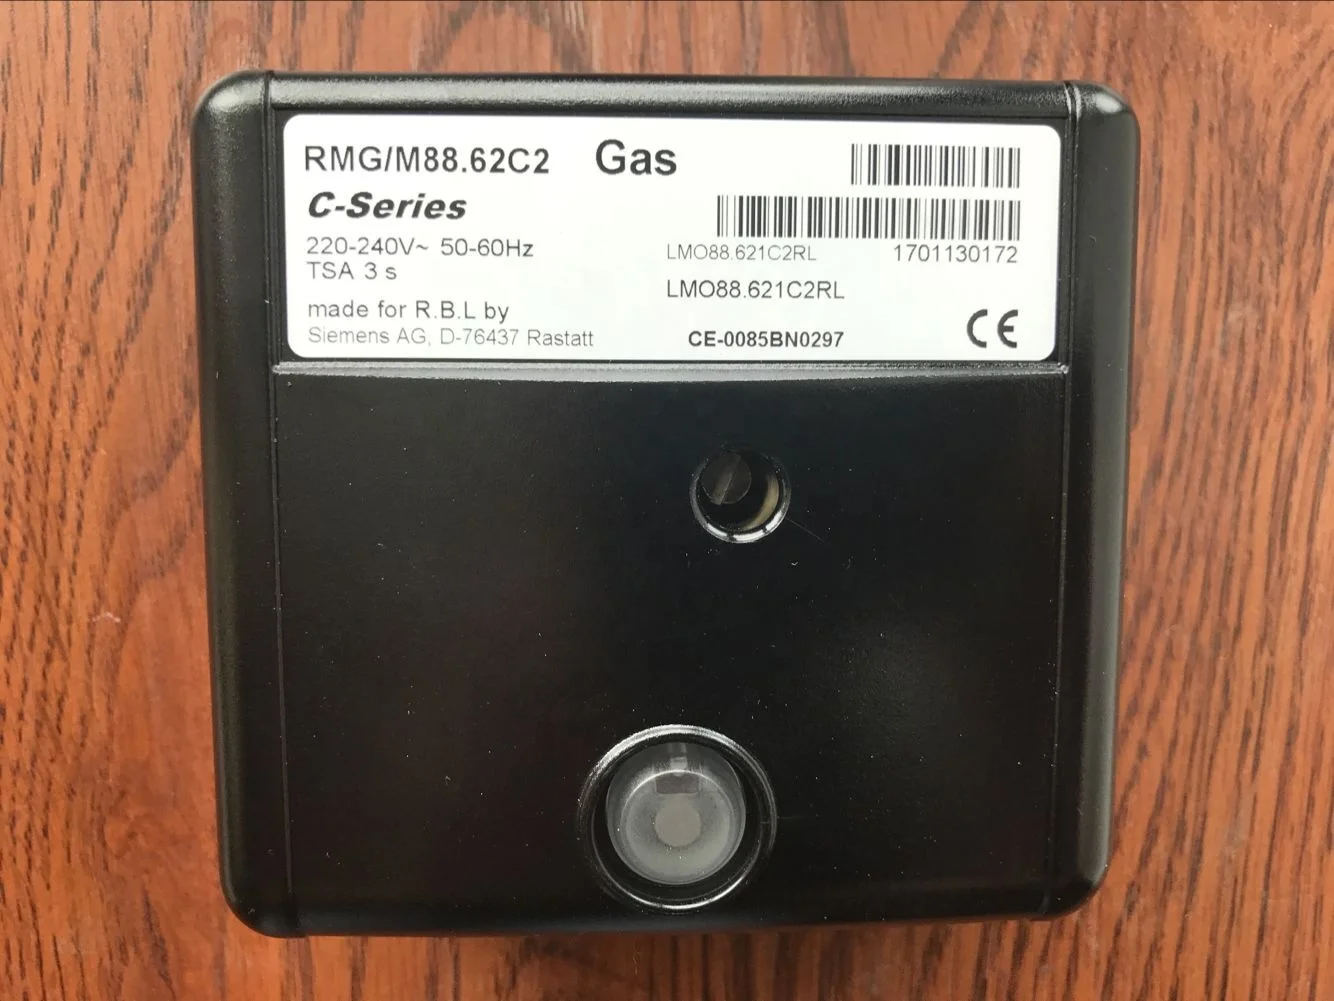 RMG/M88.62C2 Gas
C-Series
220-240V~ 50-60Hz
TSA 3 s
made for R.B.L by
Siemens AG, D-76437 Rastatt
LMO88.621C2RL 1701130172
LMO88.621C2RL
CE-0085BN0297
CE